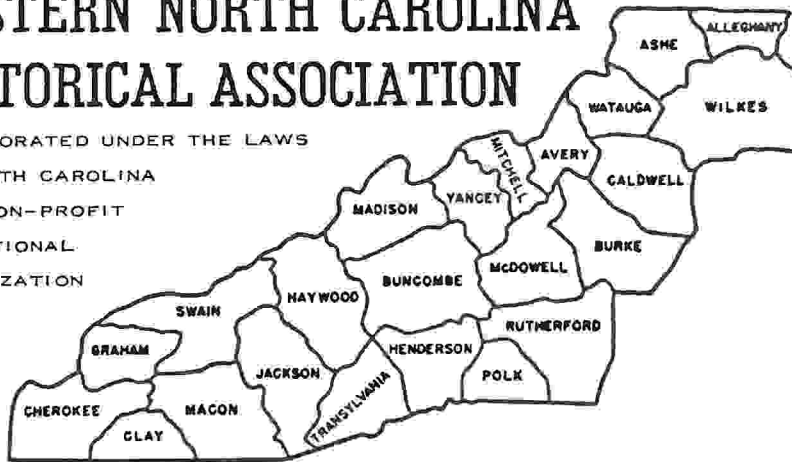 STERN NORTH CAROLINA
TORICAL ASSOCIATION
ORATED UNDER THE LAWS
TH CAROLINA
ON-PROFIT
TIONAL
ZATION
ASHE
ALLEGHANY
WATAUGA
WILKES
MITCHELL
AVERY
CALDWELL
MADISON
YANCEY
BURKE
BUNCOMBE
McDOWELL
HAYWOOD
SWAIN
RUTHERFORD
GRAHAM
HENDERSON
JACKSON
POLK
TRANSYLVANIA
CHEROKEE
MACON
CLAY